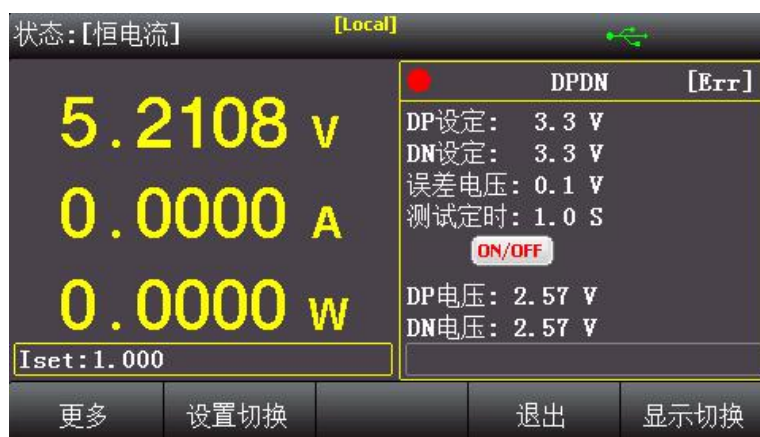 状态:[恒电流] [Local]
5.2108 V
0.0000 A
0.0000 W
Iset:1.000
DPDN [Err]
DP设定: 3.3 V
DN设定: 3.3 V
误差电压: 0.1 V
测试定时: 1.0 S
ON/OFF
DP电压: 2.57 V
DN电压: 2.57 V
更多 设置切换 退出 显示切换